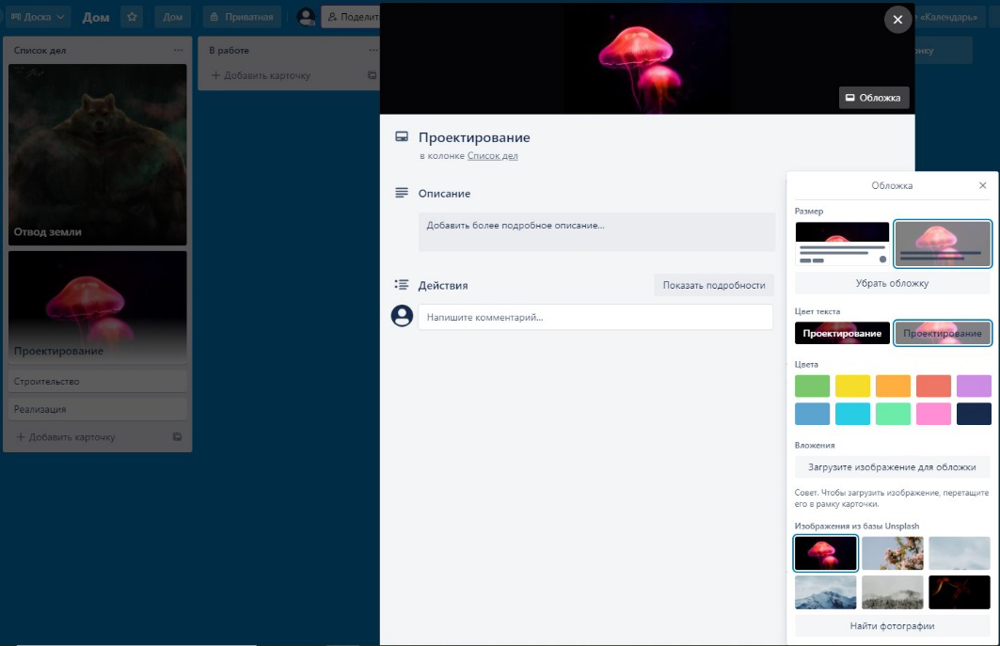 Доска
Дом
Дом
Приватная
Поделит
«Календарь»
Список дел
Отвод земли
Проектирование
Строительство
Реализация
+ Добавить карточку
В работе
+ Добавить карточку
нку
Обложка
Проектирование
в колонке Список дел
Описание
Добавить более подробное описание...
Действия
Показать подробности
Напишите комментарий...
Обложка
Размер
Убрать обложку
Цвет текста
Проектирование
Проектирование
Цвета
Вложения
Загрузите изображение для обложки
Совет. Чтобы загрузить изображение, перетащите
его в рамку карточки.
Изображения из базы Unsplash
Найти фотографии